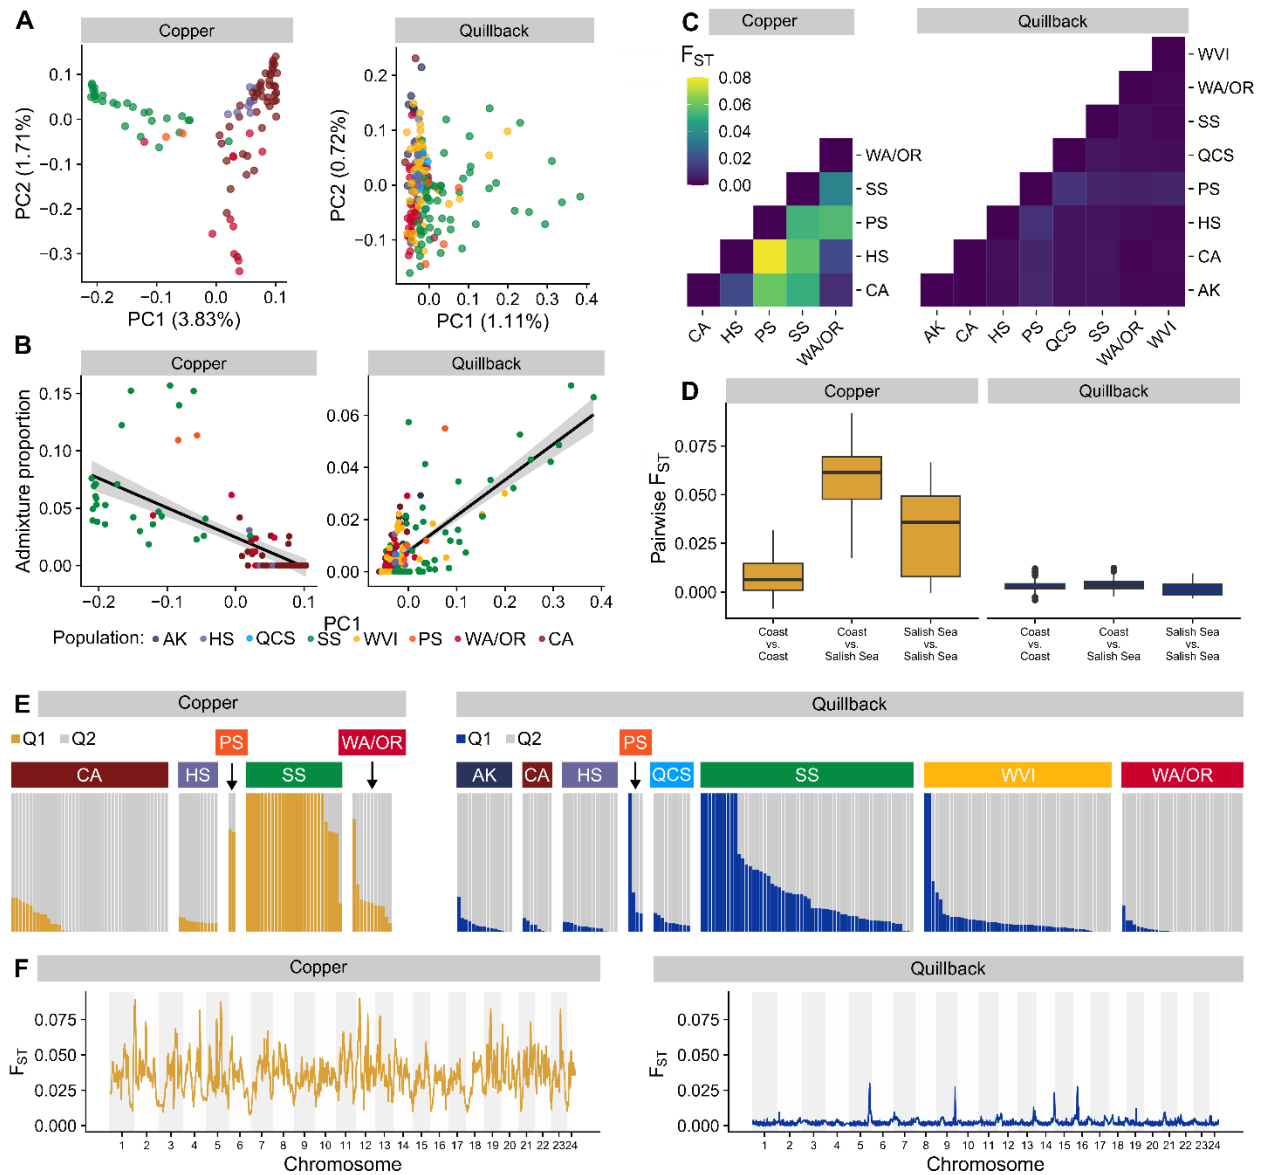 A
Copper
Quillback
PC2 (1.71%)
0.1
0.0
−0.1
−0.2
−0.3
−0.2
−0.1
0.0
0.1
PC1 (3.83%)
PC2 (0.72%)
0.2
0.1
0.0
−0.1
0.0
0.1
0.2
0.3
0.4
PC1 (1.11%)
B
Copper
Quillback
Admixture proportion
0.15
0.10
0.05
0.00
−0.2
−0.1
0.0
0.1
0.06
0.04
0.02
0.00
0.0
0.1
0.2
0.3
0.4
PC1
Population: AK HS QCS SS WVI PS WA/OR CA
C
Copper
Quillback
FST
0.08
0.06
0.04
0.02
0.00
WA/OR
SS
PS
HS
CA
CA
HS
PS
SS
WA/OR
WVI
WA/OR
SS
QCS
PS
HS
CA
AK
AK
CA
HS
PS
QCS
SS
WA/OR
WVI
D
Copper
Quillback
Pairwise FST
0.075
0.050
0.025
0.000
Coast
vs.
Coast
Coast
vs.
Salish Sea
Salish Sea
vs.
Salish Sea
Coast
vs.
Coast
Coast
vs.
Salish Sea
Salish Sea
vs.
Salish Sea
E
Copper
Quillback
Q1 Q2
PS
WA/OR
CA
HS
SS
Q1 Q2
PS
AK
CA
HS
QCS
SS
WVI
WA/OR
F
Copper
Quillback
FST
0.075
0.050
0.025
0.000
1 2 3 4 5 6 7 8 9 10 11 12 13 14 15 16 17 18 19 20 21 22 23 24
Chromosome
FST
0.075
0.050
0.025
0.000
1 2 3 4 5 6 7 8 9 10 11 12 13 14 15 16 17 18 19 20 21 22 23 24
Chromosome